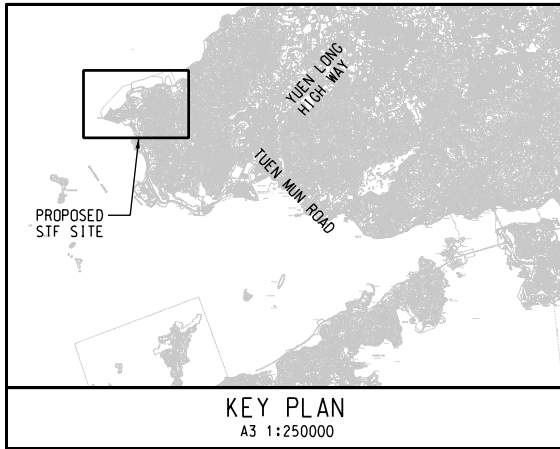 YUEN LONG
HIGH WAY
TUEN MUN ROAD
PROPOSED
STF SITE
KEY PLAN
A3 1:250000